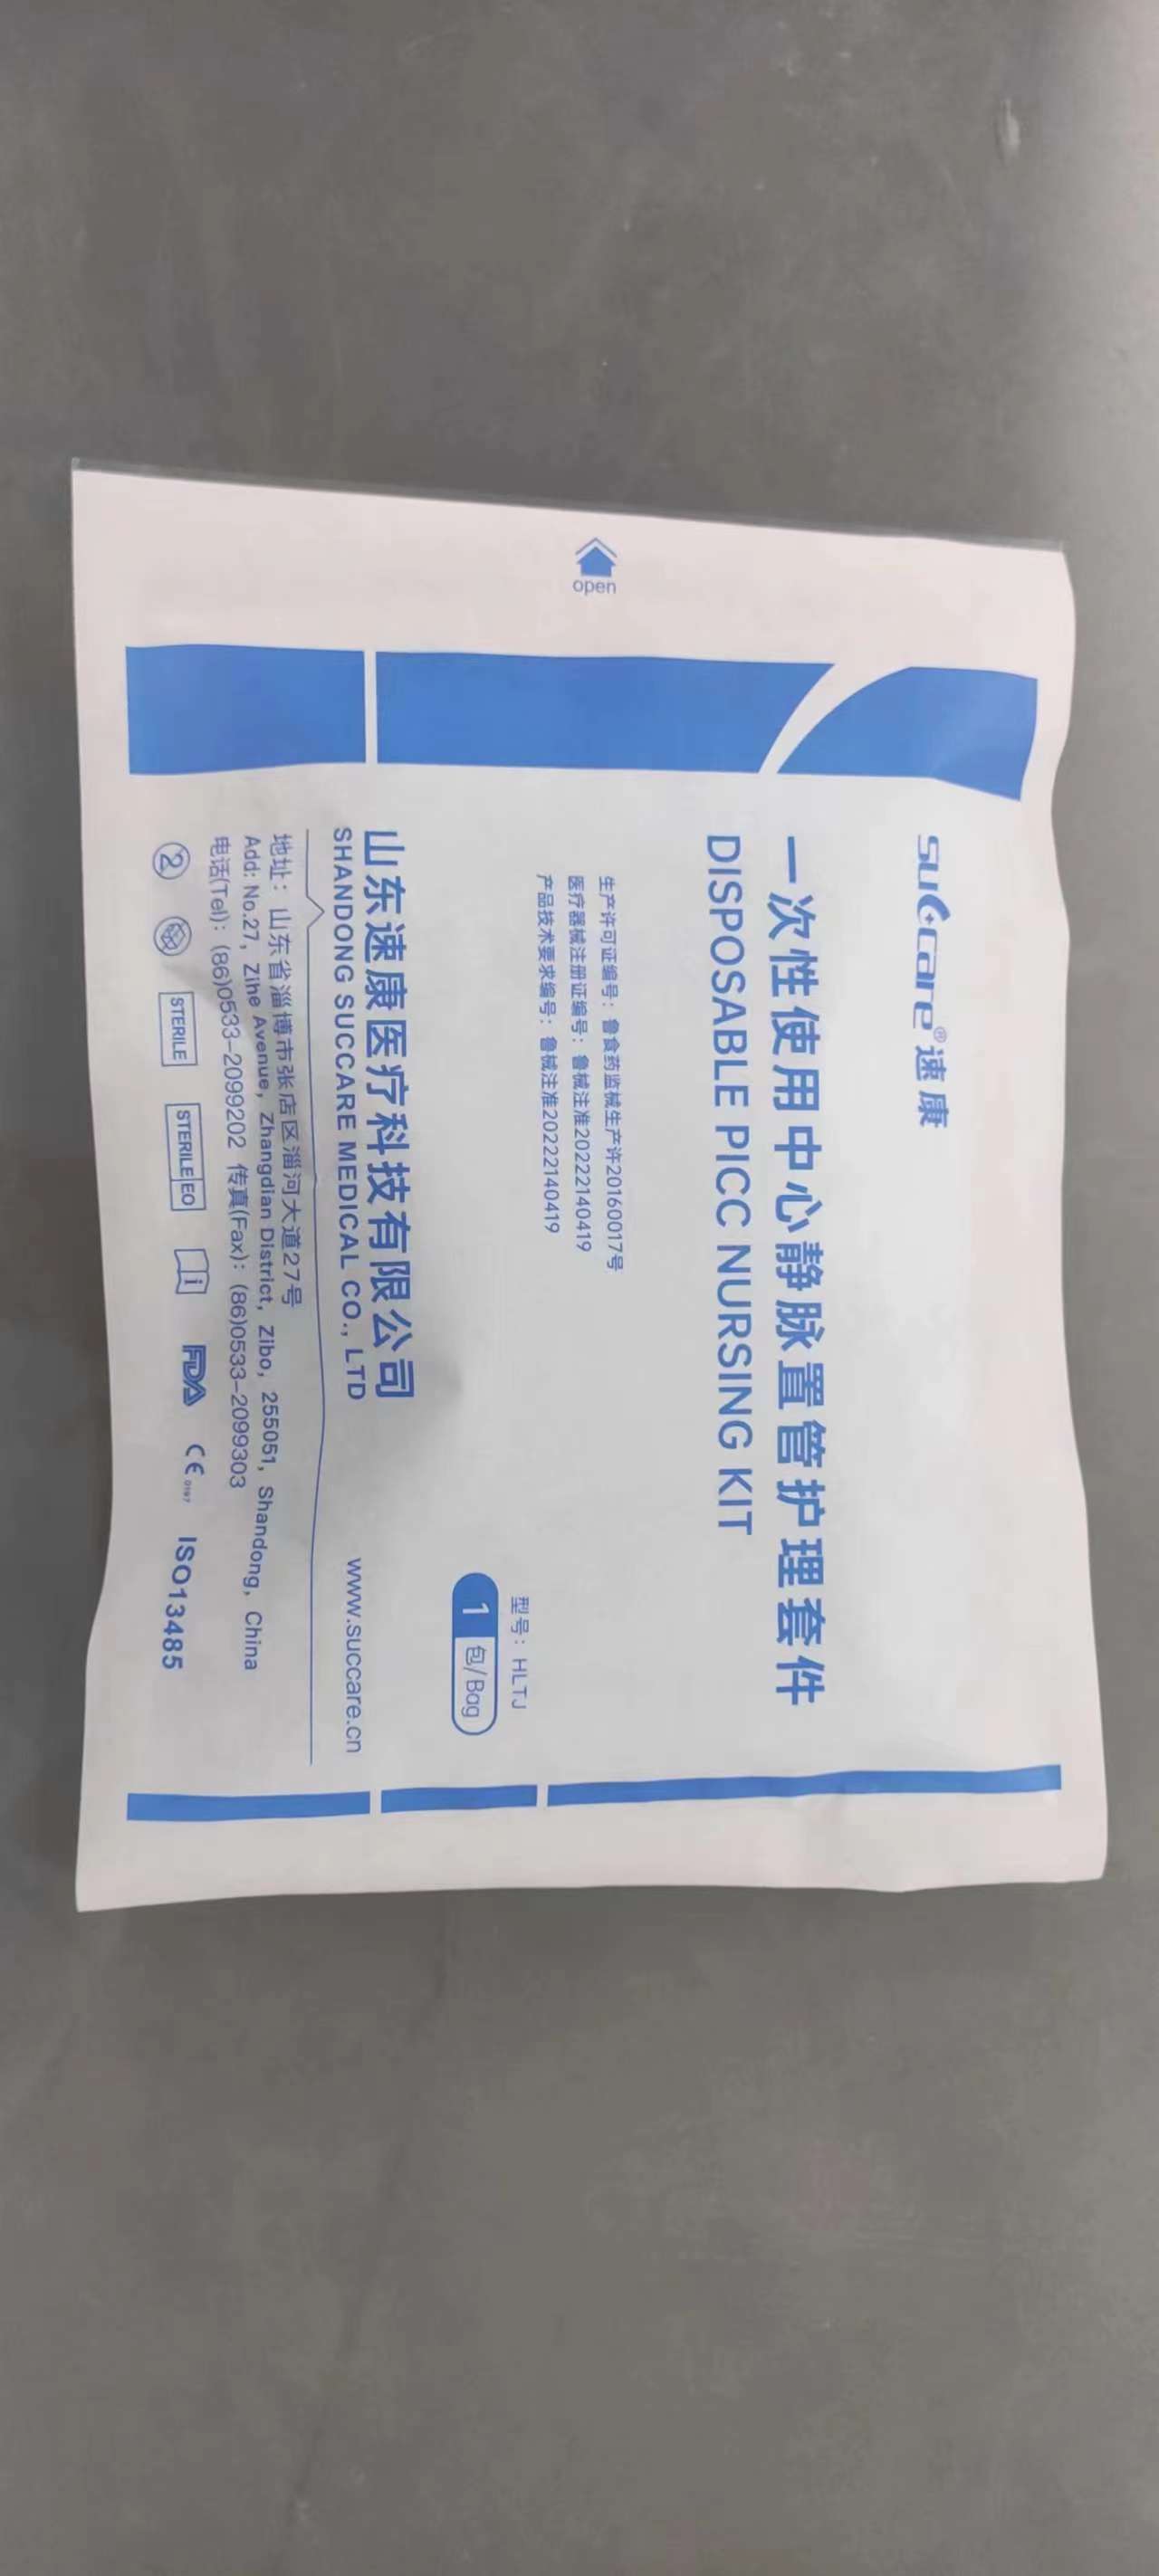 open
succare®速康
一次性使用中心静脉置管护理套件
DISPOSABLE PICC NURSING KIT
生产许可证编号：鲁食药监械生产许20160017号
医疗器械注册证编号：鲁械注准20222140419
产品技术要求编号：鲁械注准20222140419
型号：HLTJ
1 包/Bag
山东速康医疗科技有限公司
SHANDONG SUCCARE MEDICAL CO., LTD
www.succare.cn
地址：山东省淄博市张店区淄河大道27号
Add: No.27, Zihe Avenue, Zhangdian District, Zibo, 255051, Shandong, China
电话(Tel)：(86)0533-2099202 传真(Fax)：(86)0533-2099303
2 STERILE STERILE EO i FDA CE 0197 ISO13485